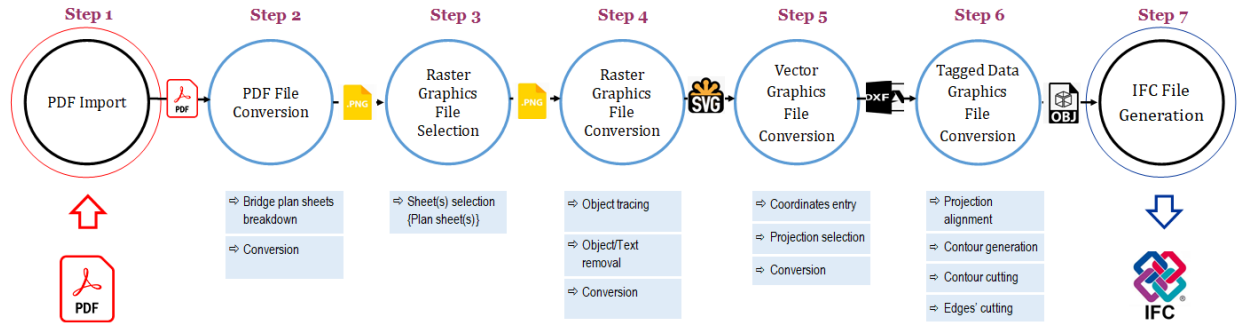 Step 1
Step 2
Step 3
Step 4
Step 5
Step 6
Step 7
PDF Import
PDF
PDF File
Conversion
.PNG
Raster
Graphics
File
Selection
.PNG
Raster
Graphics
File
Conversion
SVG
Vector
Graphics
File
Conversion
DXF
Tagged Data
Graphics
File
Conversion
OBJ
IFC File
Generation
⇨ Bridge plan sheets
breakdown
⇨ Conversion
⇨ Sheet(s) selection
{Plan sheet(s)}
⇨ Object tracing
⇨ Object/Text
removal
⇨ Conversion
⇨ Coordinates entry
⇨ Projection selection
⇨ Conversion
⇨ Projection
alignment
⇨ Contour generation
⇨ Contour cutting
⇨ Edges’ cutting
PDF
IFC
®